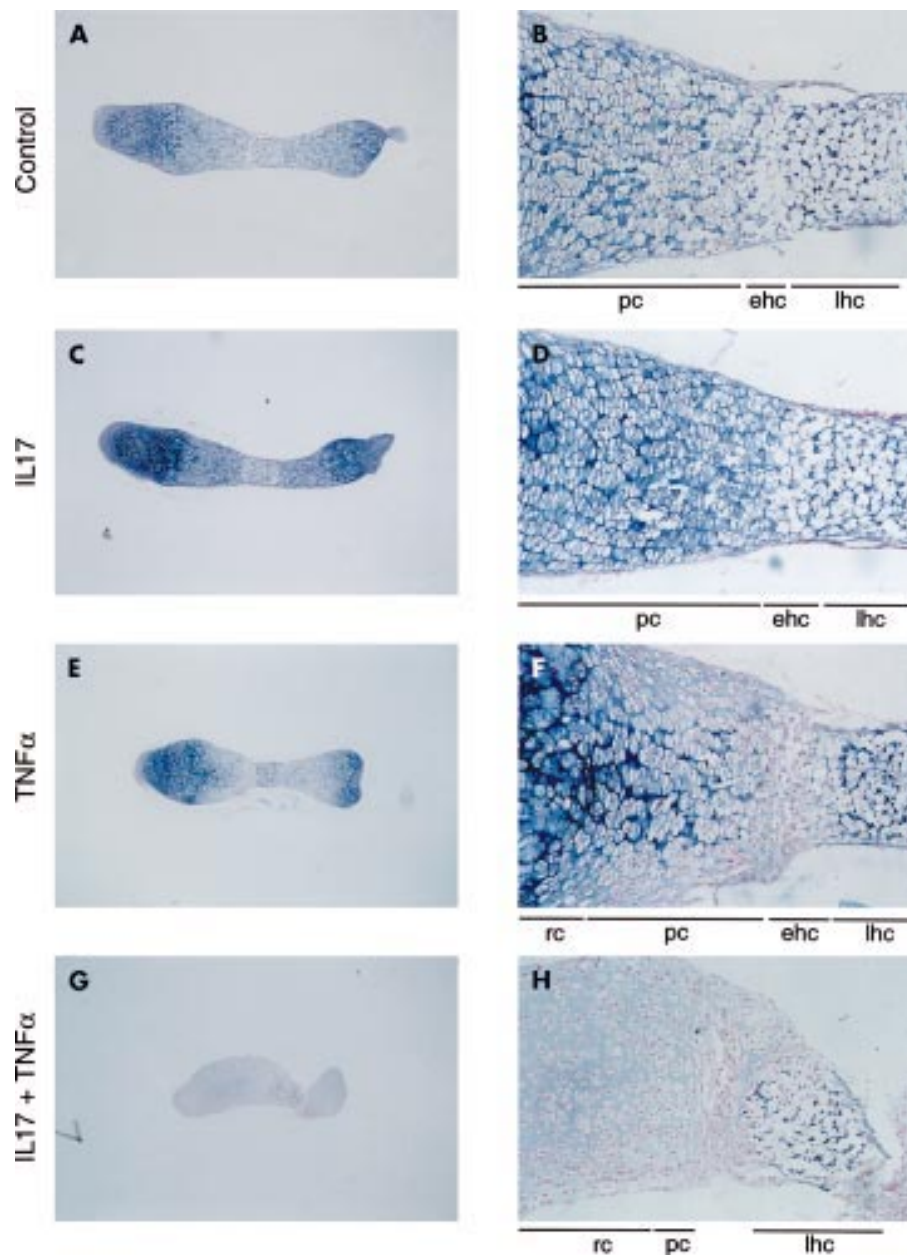 Control
A
B
pc ehc lhc
IL17
C
D
pc ehc lhc
TNFα
E
F
rc pc ehc lhc
IL17 + TNFα
G
H
rc pc lhc